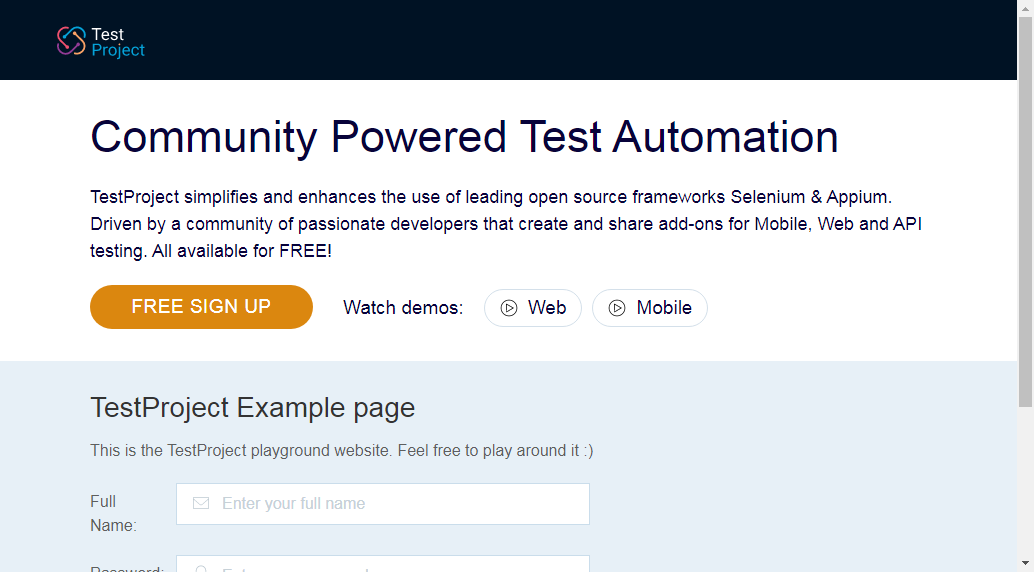 Test
Project
Community Powered Test Automation
TestProject simplifies and enhances the use of leading open source frameworks Selenium & Appium.
Driven by a community of passionate developers that create and share add-ons for Mobile, Web and API
testing. All available for FREE!
FREE SIGN UP
Watch demos:
Web
Mobile
TestProject Example page
This is the TestProject playground website. Feel free to play around it :)
Full
Name:
Enter your full name
Password: